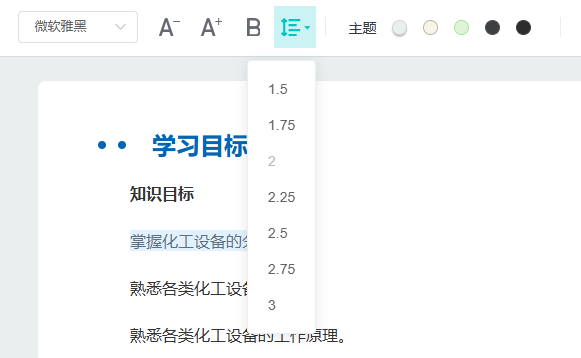 微软雅黑 A− A+ B 主题
1.5
1.75
学习目标
2
知识目标
2.25
掌握化工设备的
2.5
2.75
熟悉各类化工设
3
熟悉各类化工设备的工作原理。